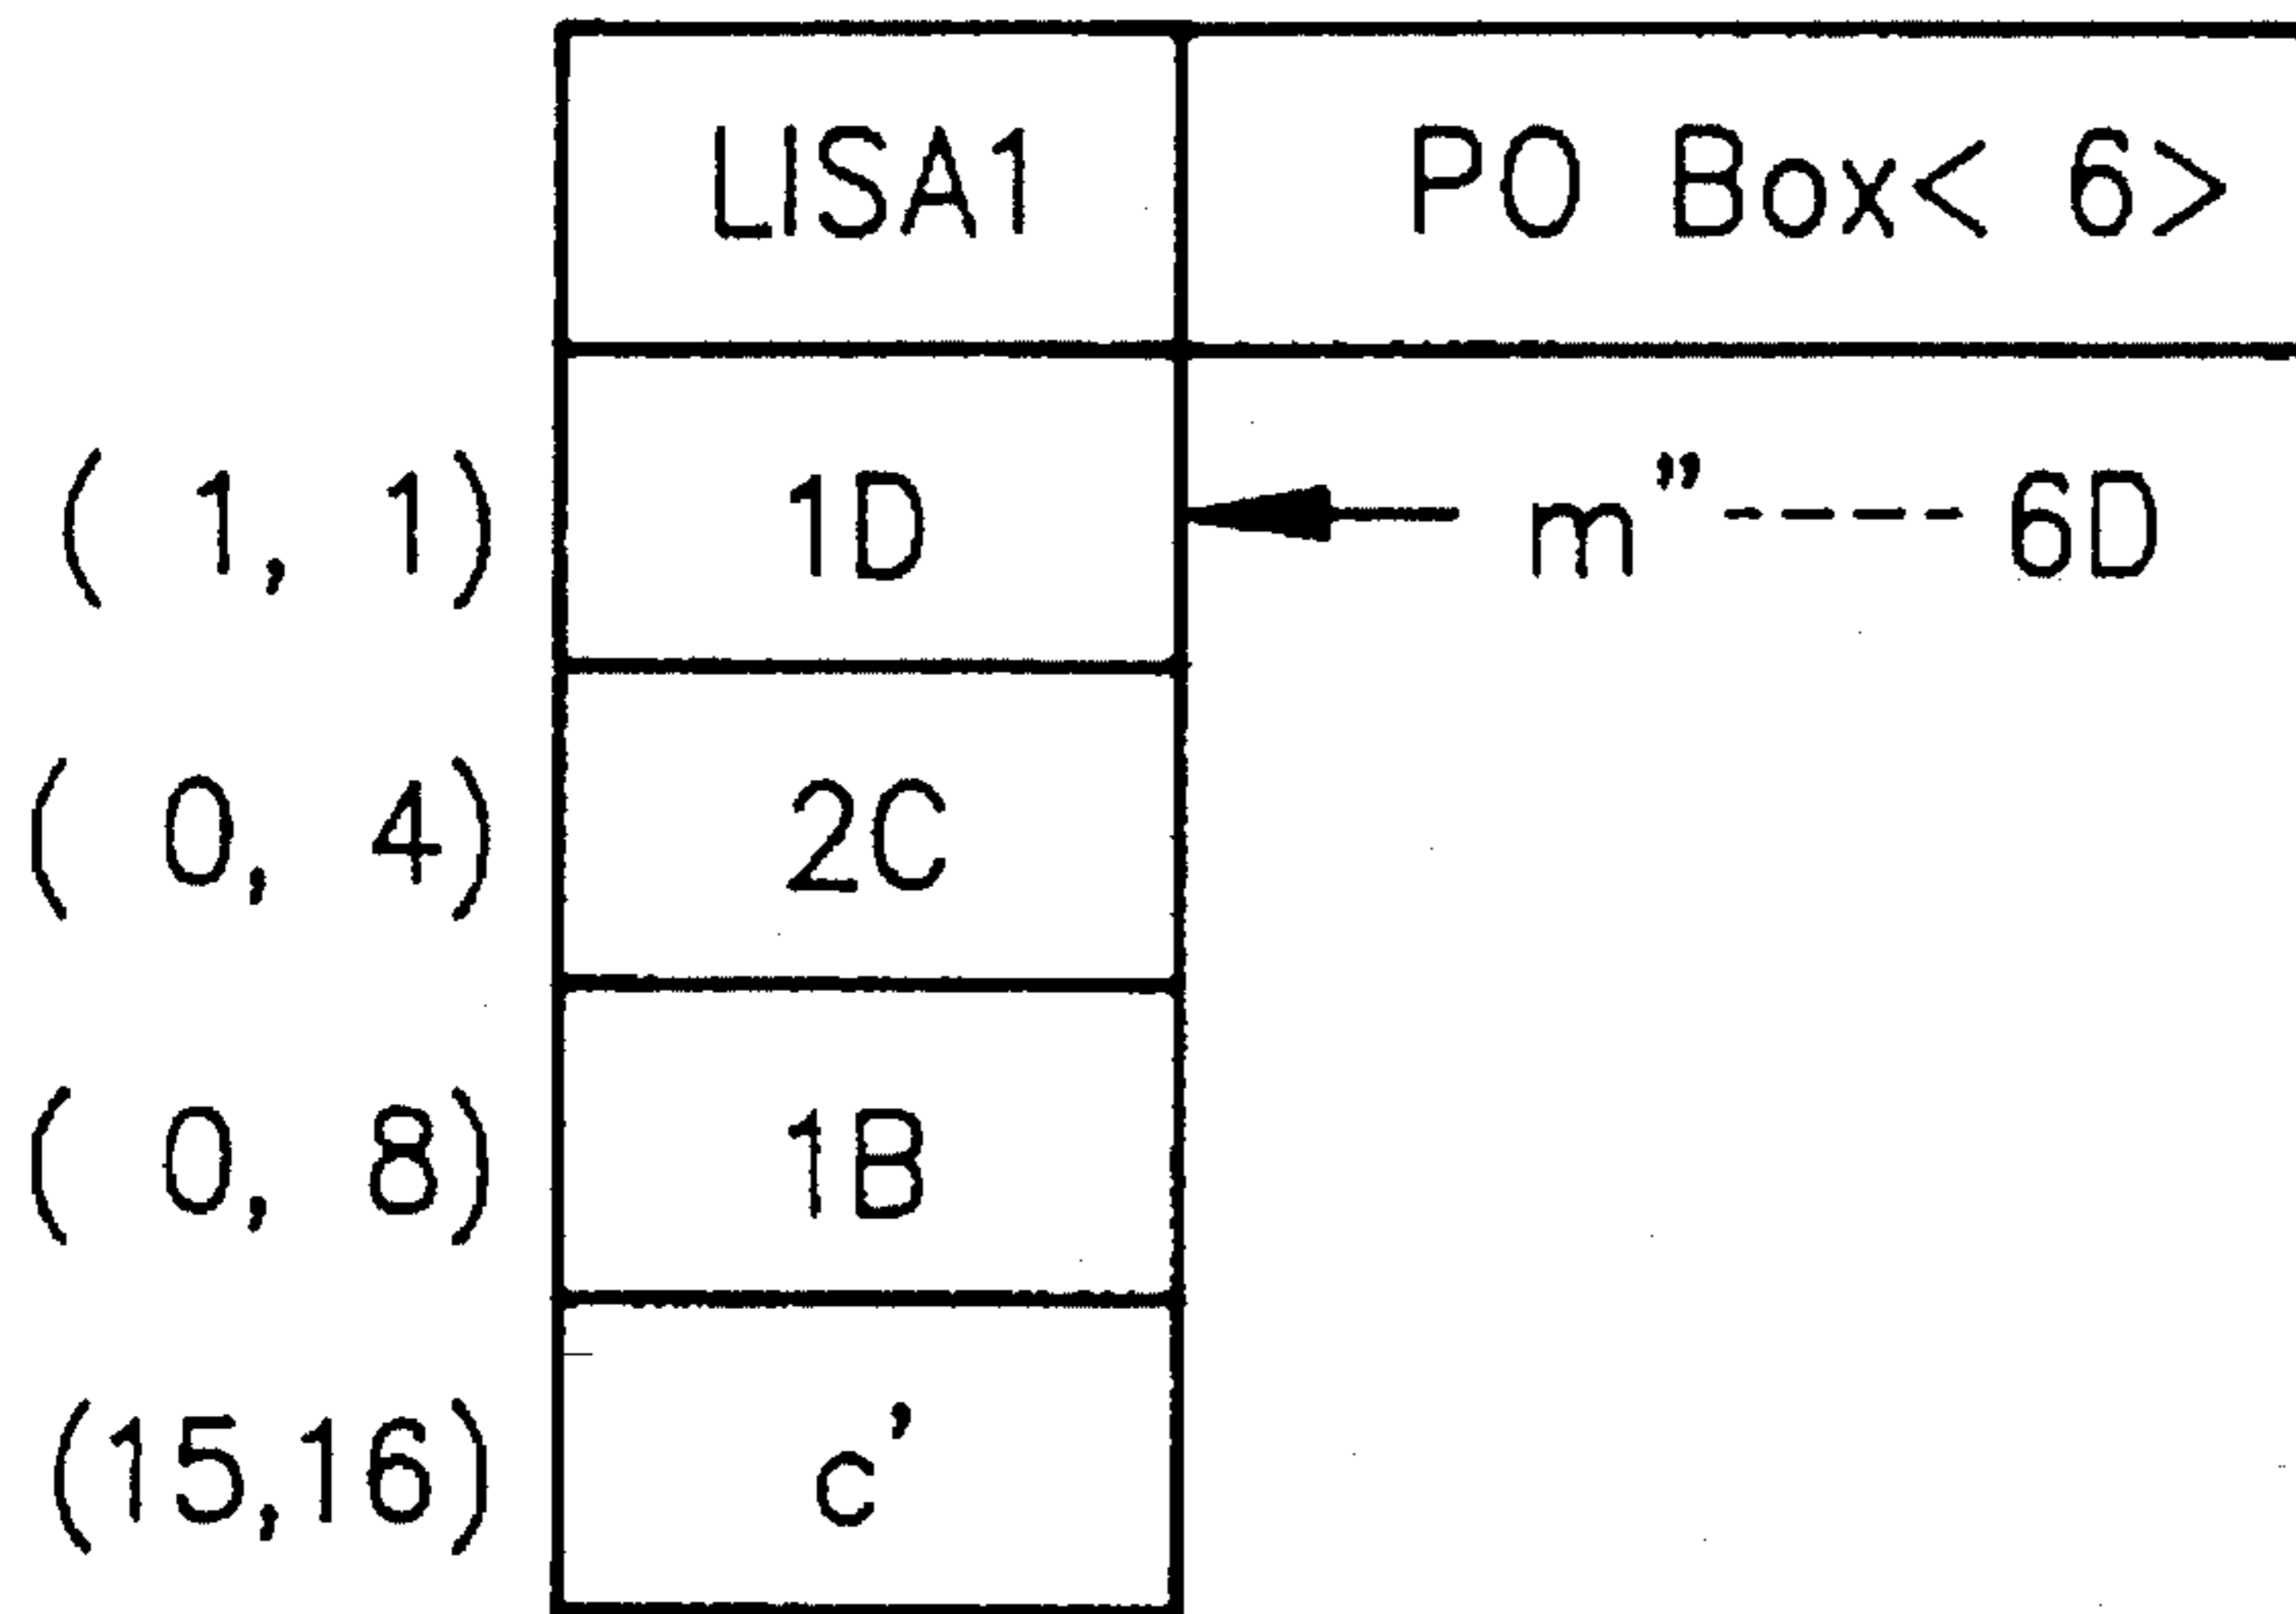 LISA1 PO Box< 6>
( 1, 1) 1D m"---- 6D
( 0, 4) 2C
( 0, 8) 1B
(15,16) c'